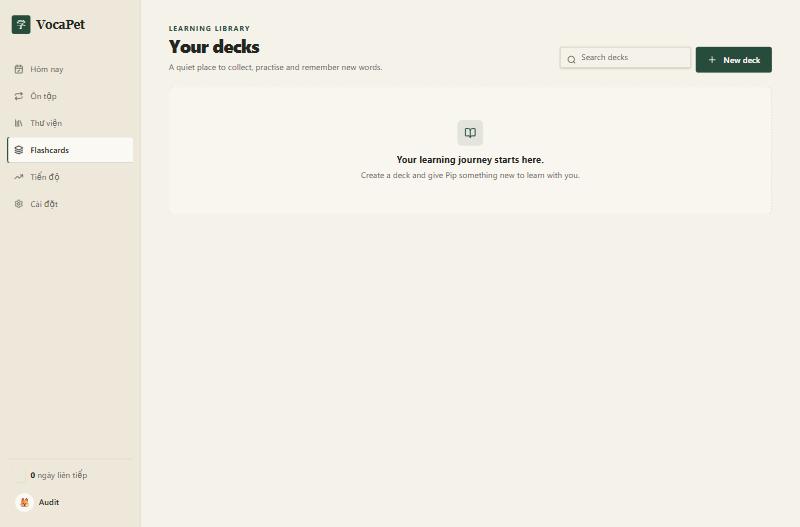 VocaPet
Hôm nay
Ôn tập
Thư viện
Flashcards
Tiến độ
Cài đặt
0 ngày liên tiếp
Audit
LEARNING LIBRARY
Your decks
A quiet place to collect, practise and remember new words.
Search decks
New deck
Your learning journey starts here.
Create a deck and give Pip something new to learn with you.